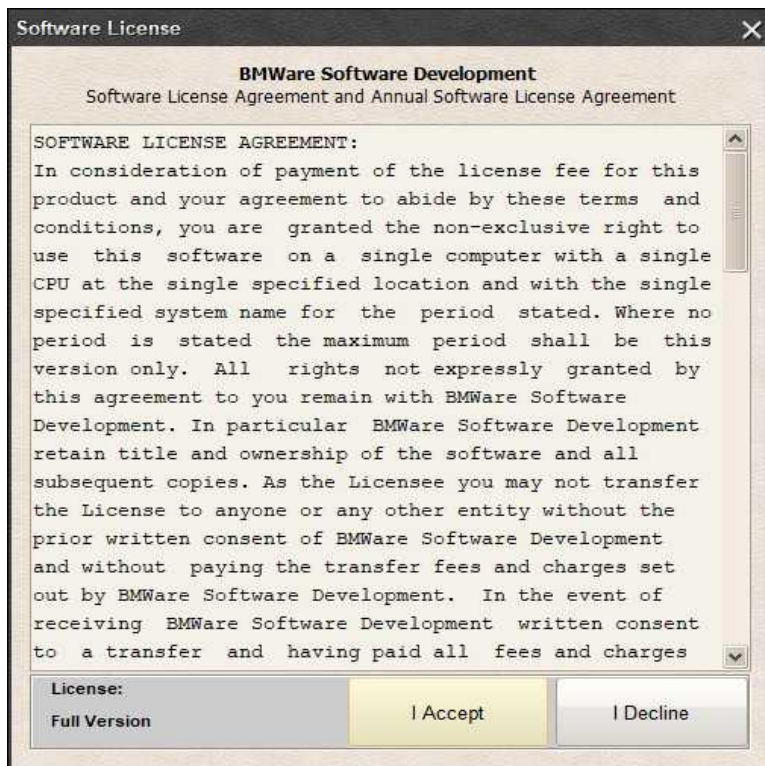 Software License
BMWare Software Development
Software License Agreement and Annual Software License Agreement
SOFTWARE LICENSE AGREEMENT:
In consideration of payment of the license fee for this
product and your agreement to abide by these terms  and
conditions, you are  granted the non-exclusive right to
use  this  software  on a  single computer with a single
CPU at the single specified location and with the single
specified system name for  the  period  stated. Where no
period  is  stated  the maximum  period  shall  be  this
version only.  All   rights  not expressly  granted  by
this agreement to you remain with BMWare Software
Development. In particular  BMWare Software Development
retain title and ownership of the software and all
subsequent copies. As the Licensee you may not transfer
the License to anyone or any other entity without the
prior written consent of BMWare Software Development
and without  paying the transfer fees and charges set
out by BMWare Software Development.  In the event of
receiving  BMWare Software Development  written consent
to  a transfer  and  having paid all  fees and charges
License:
Full Version
I Accept
I Decline